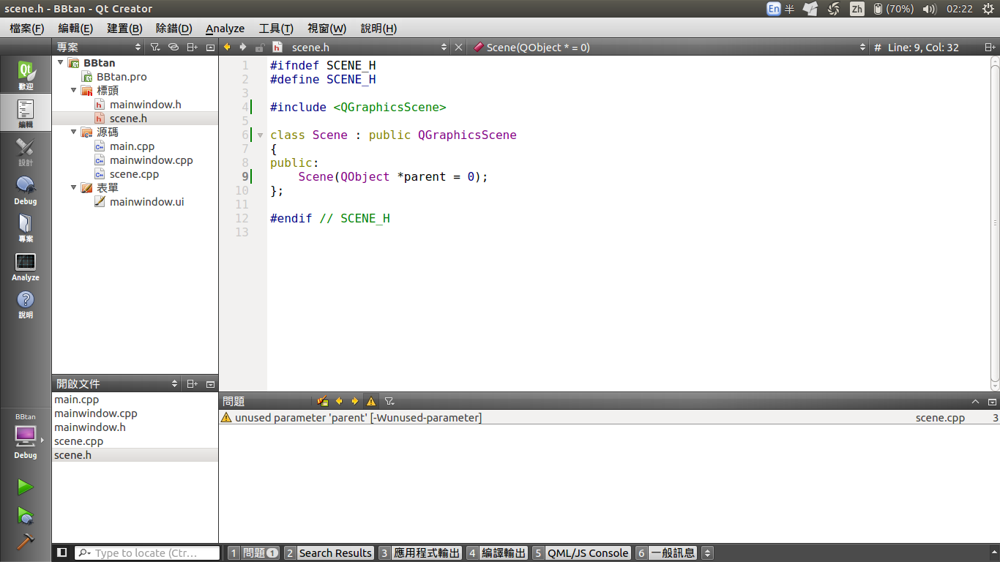 scene.h - BBtan - Qt Creator
En 半 Zh (70%) 02:22
檔案(F) 編輯(E) 建置(B) 除錯(D) Analyze 工具(T) 視窗(W) 說明(H)
專案
scene.h
Scene(QObject * = 0)
# Line: 9, Col: 32
Qt
歡迎
編輯
設計
Debug
專案
Analyze
說明
BBtan
Debug
BBtan
BBtan.pro
標頭
mainwindow.h
scene.h
源碼
main.cpp
mainwindow.cpp
scene.cpp
表單
mainwindow.ui
開啟文件
main.cpp
mainwindow.cpp
mainwindow.h
scene.cpp
scene.h
1 #ifndef SCENE_H
2 #define SCENE_H
3
4 #include <QGraphicsScene>
5
6 class Scene : public QGraphicsScene
7 {
8 public:
9 Scene(QObject *parent = 0);
10 };
11
12 #endif // SCENE_H
13
問題
unused parameter 'parent' [-Wunused-parameter] scene.cpp 3
Type to locate (Ctr...
1 問題 1 2 Search Results 3 應用程式輸出 4 編譯輸出 5 QML/JS Console 6 一般訊息